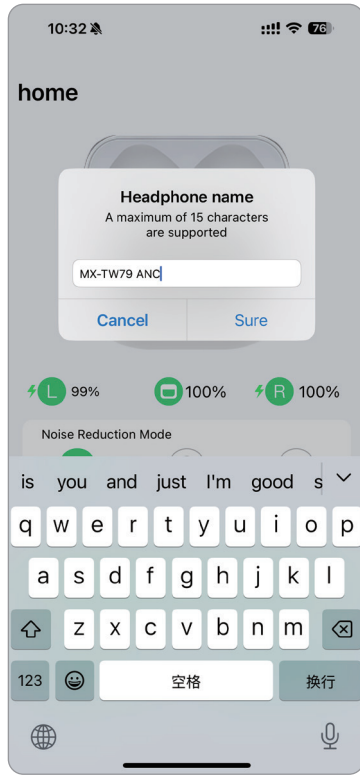 10:32
76
home
Headphone name
A maximum of 15 characters
are supported
MX-TW79 ANC
Cancel
Sure
L 99%
100%
R 100%
Noise Reduction Mode
is you and just I'm good s
q w e r t y u i o p
a s d f g h j k l
z x c v b n m
123 空格 换行